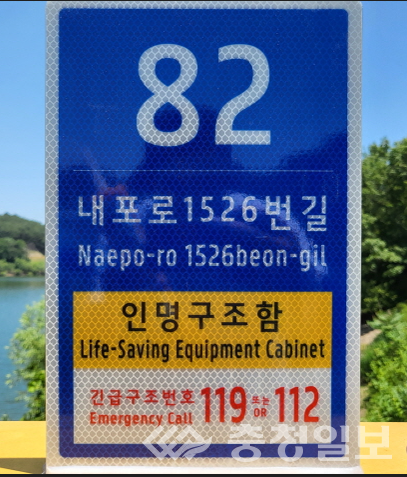 82
내포로1526번길
Naepo-ro 1526beon-gil
인명구조함
Life-Saving Equipment Cabinet
긴급구조번호 119 또는 112
Emergency Call OR
충청일보